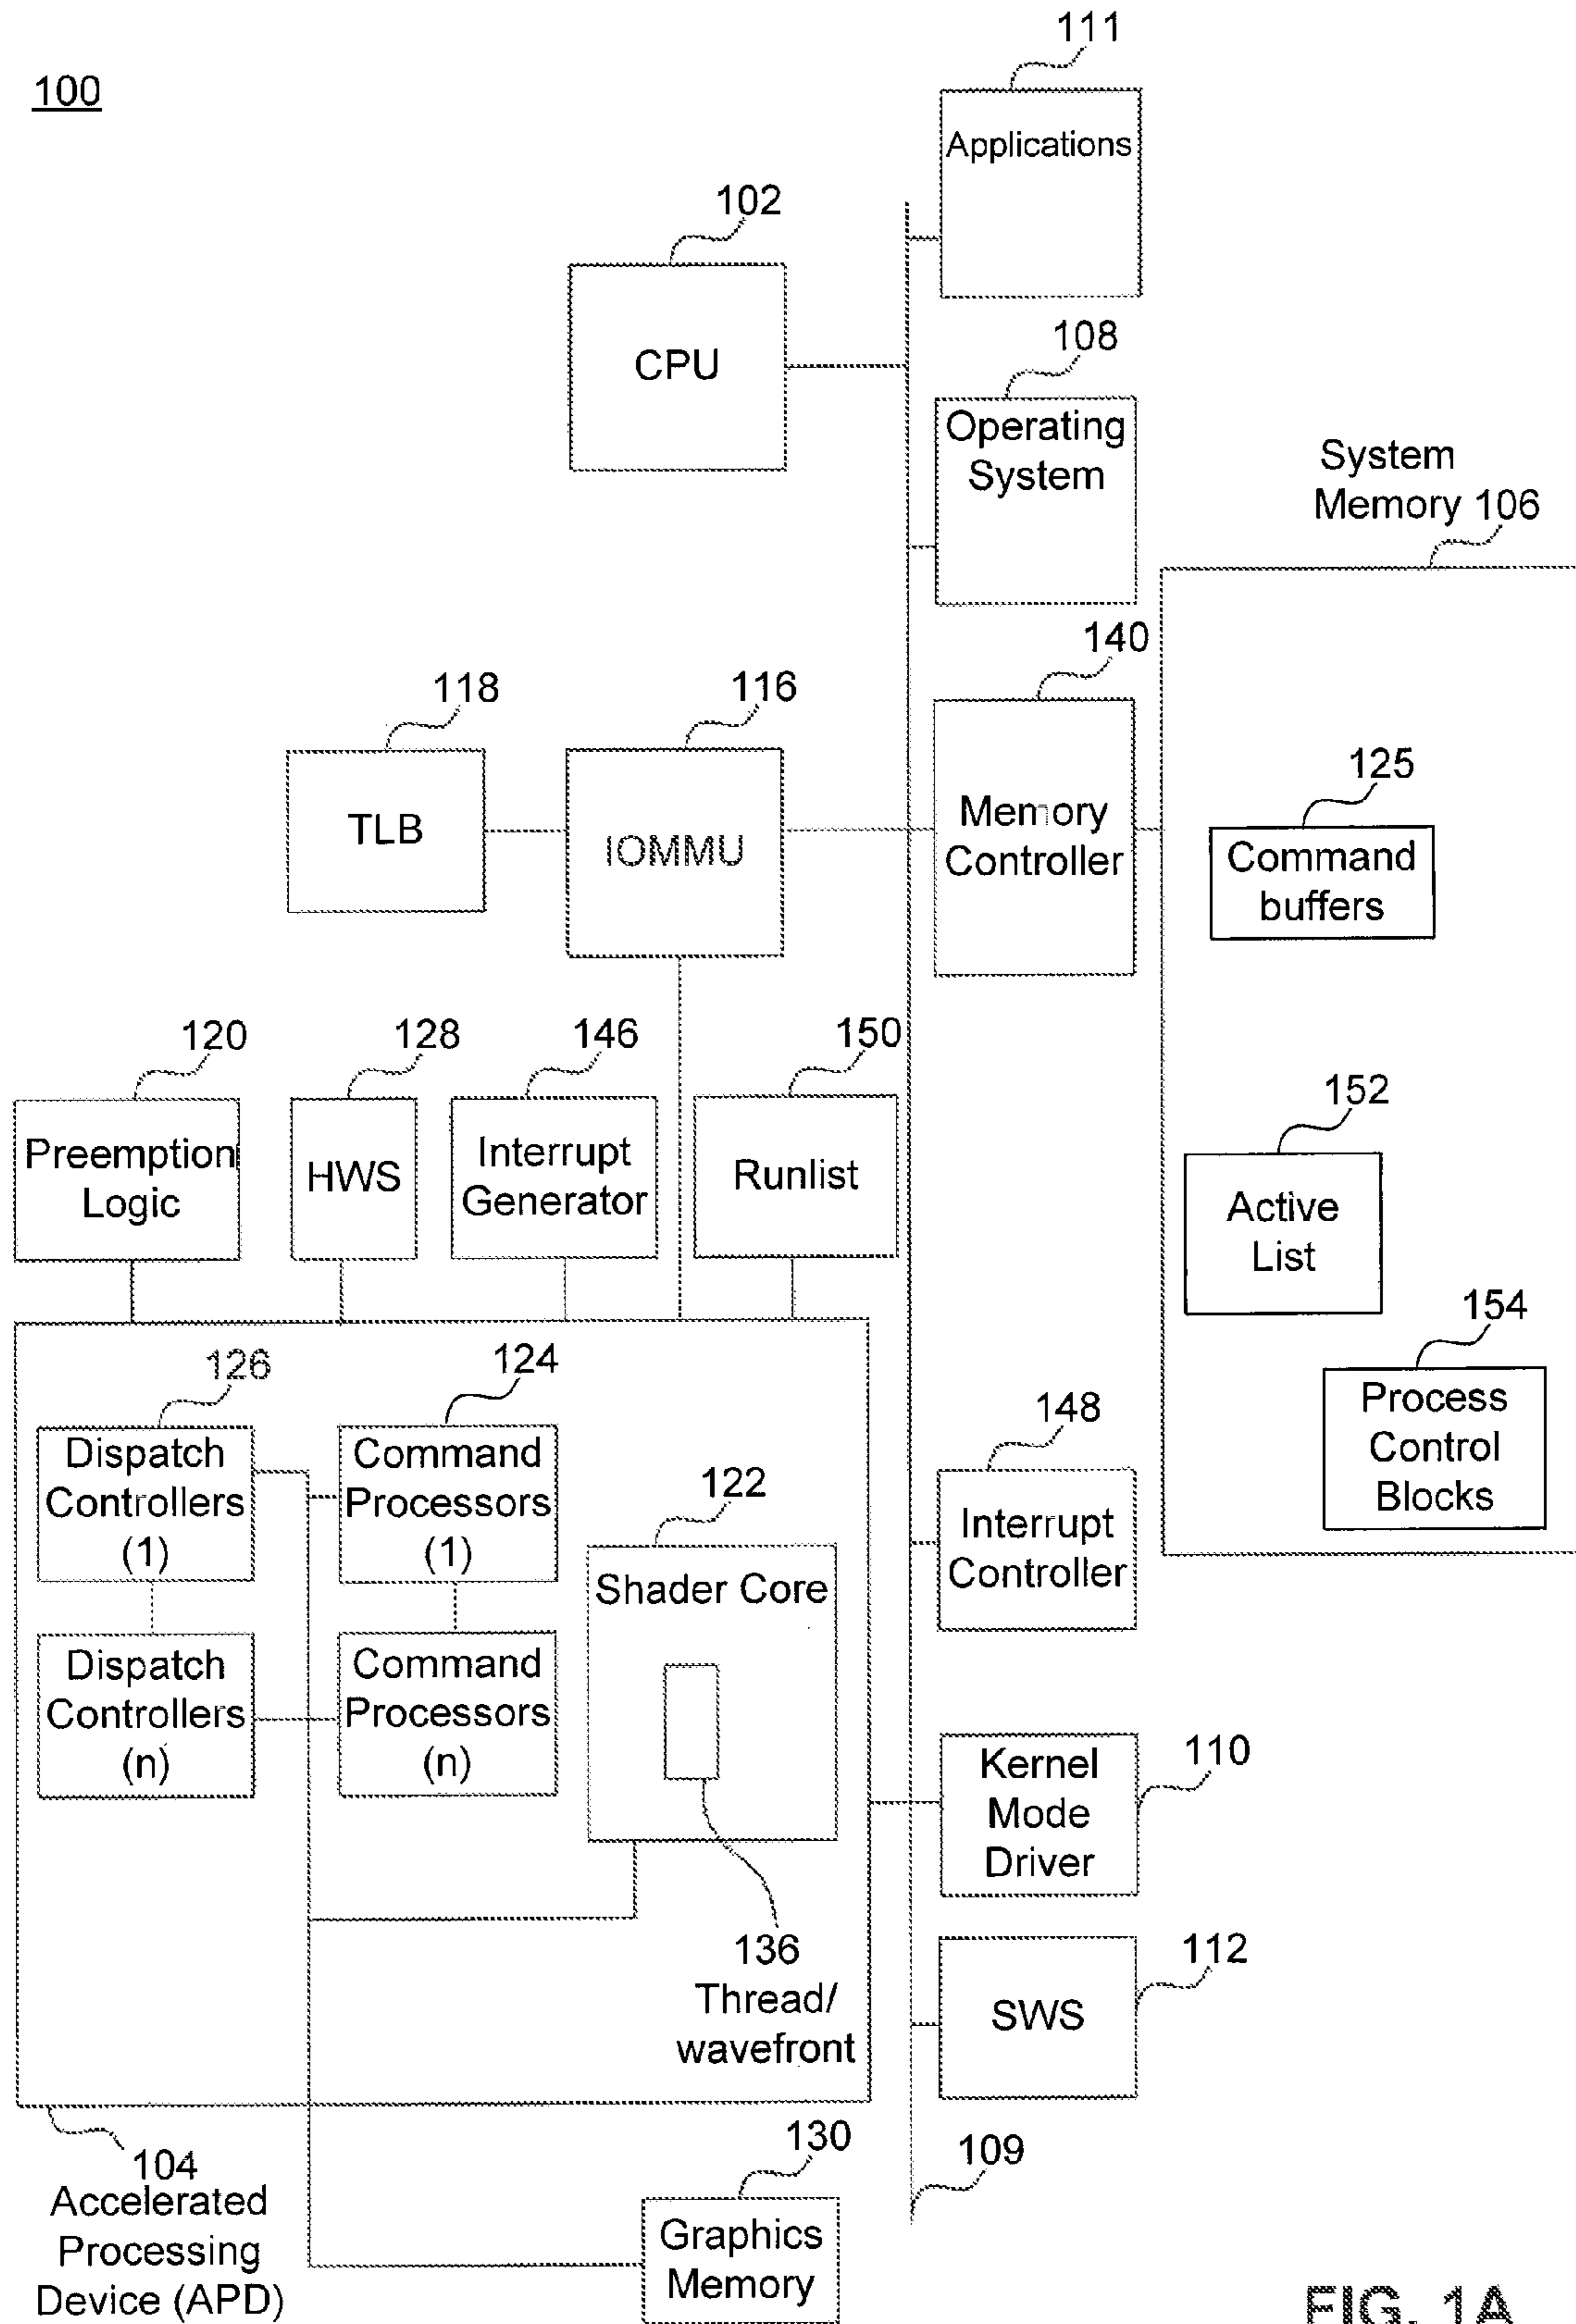 100
111
Applications
102
CPU
108
Operating
System
System
Memory 106
140
Memory
Controller
118
TLB
116
IOMMU
125
Command
buffers
120
Preemption
Logic
128
HWS
146
Interrupt
Generator
150
Runlist
152
Active
List
154
Process
Control
Blocks
126
Dispatch
Controllers
(1)
124
Command
Processors
(1)
122
Shader Core
148
Interrupt
Controller
Dispatch
Controllers
(n)
Command
Processors
(n)
136
Thread/
wavefront
Kernel
Mode
Driver
110
SWS
112
104
Accelerated
Processing
Device (APD)
130
Graphics
Memory
109
FIG. 1A